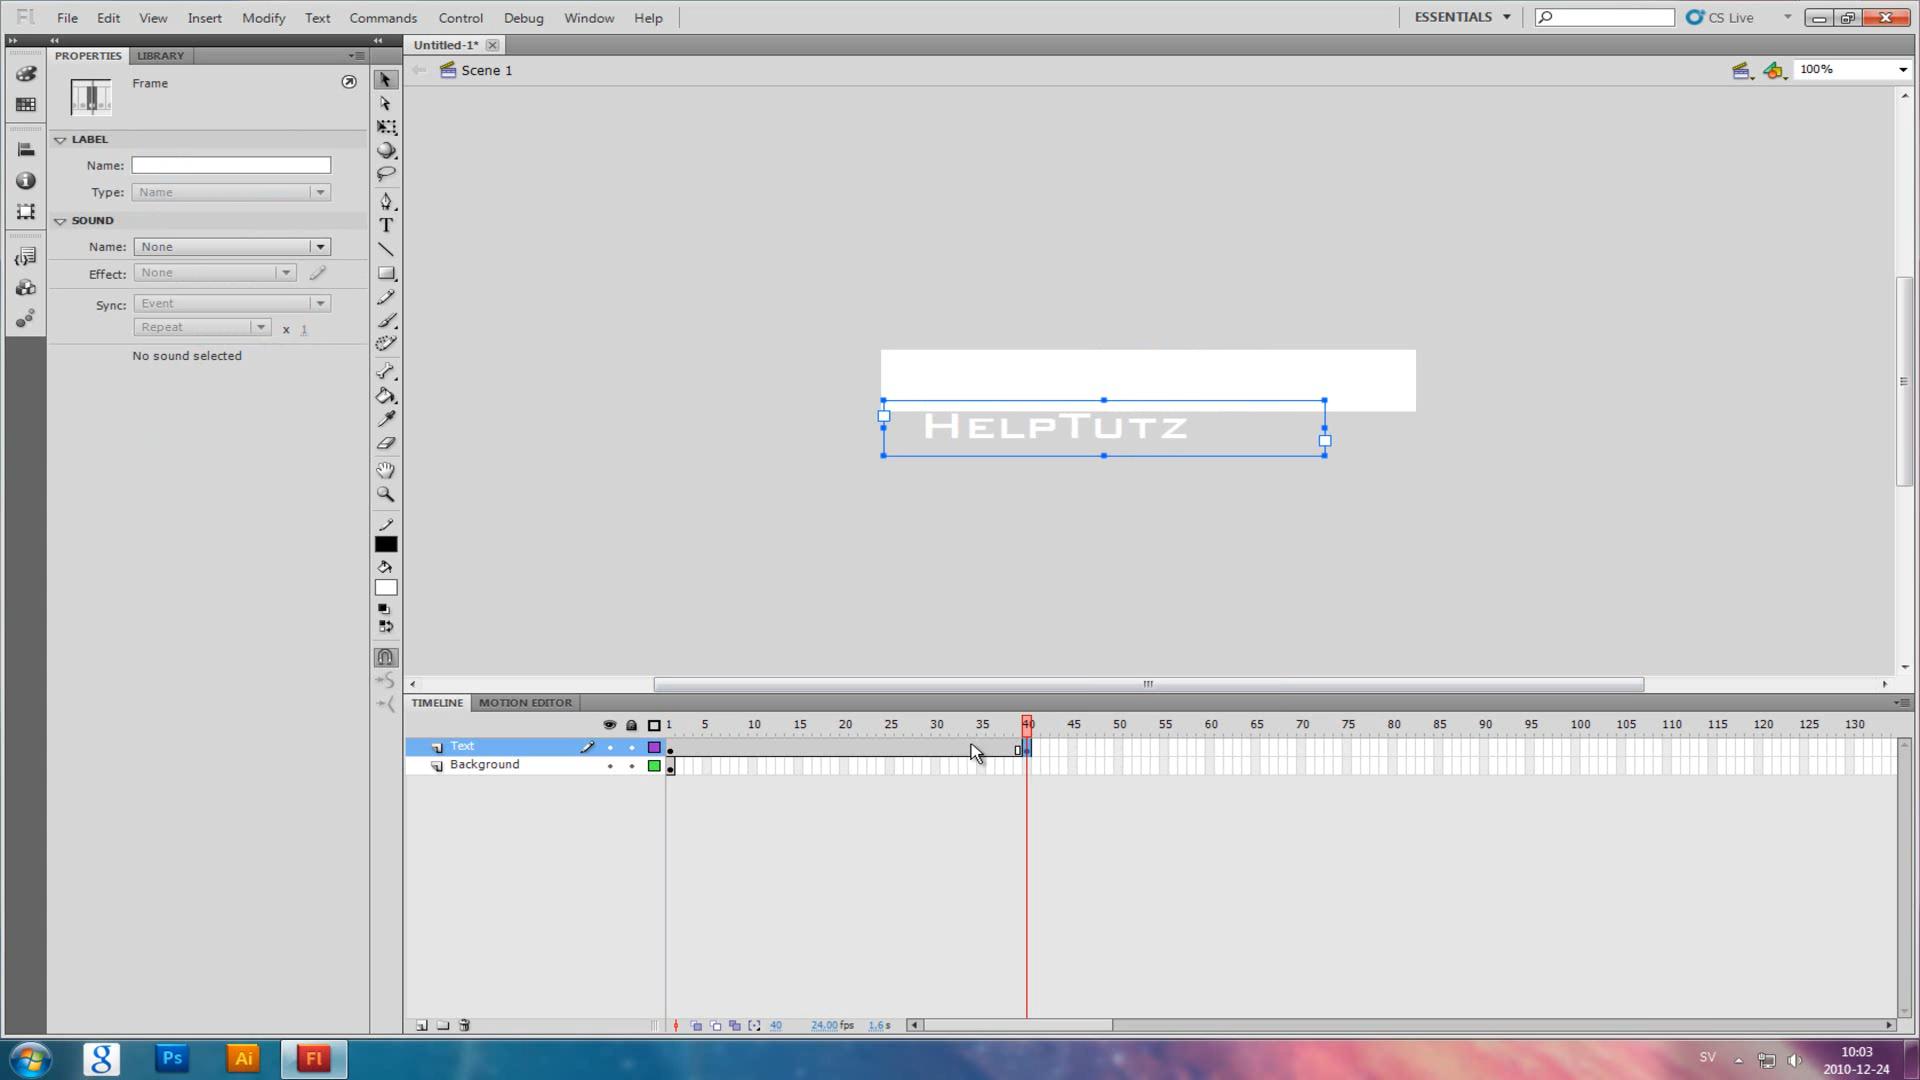 Fl File Edit View Insert Modify Text Commands Control Debug Window Help ESSENTIALS CS Live
PROPERTIES LIBRARY
Untitled-1*
Scene 1
100%
Frame
LABEL
Name:
Type: Name
SOUND
Name: None
Effect: None
Sync: Event
Repeat x 1
No sound selected
T
HelpTutz
TIMELINE MOTION EDITOR
1 5 10 15 20 25 30 35 40 45 50 55 60 65 70 75 80 85 90 95 100 105 110 115 120 125 130
Text
Background
40 24.00 fps 1.6 s
g Ps Ai Fl
SV
10:03
2010-12-24